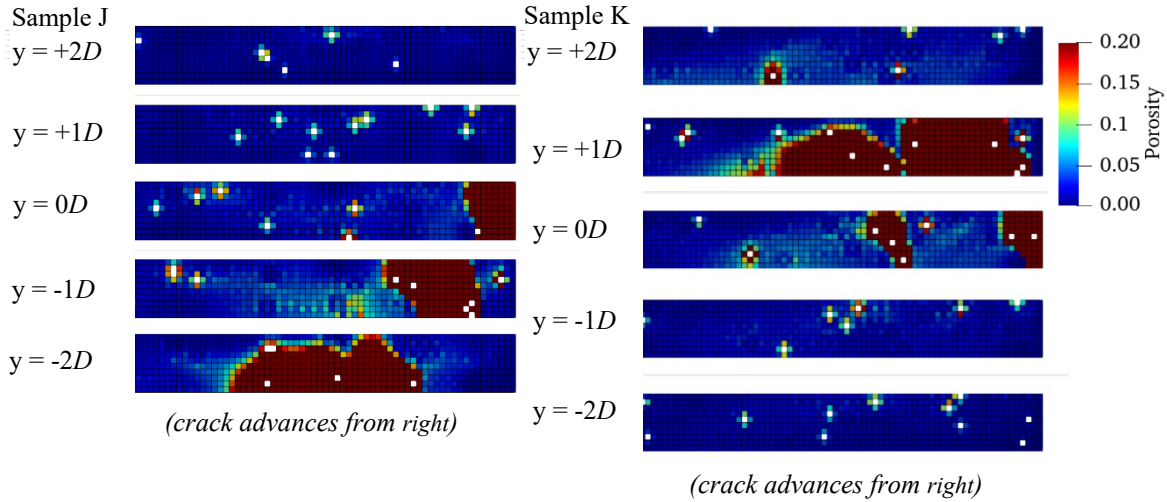 Sample J
y = +2D
y = +1D
y = 0D
y = -1D
y = -2D
(crack advances from right)
Sample K
y = +2D
y = +1D
y = 0D
y = -1D
y = -2D
(crack advances from right)
0.20
0.15
0.10
0.05
0.00
Porosity